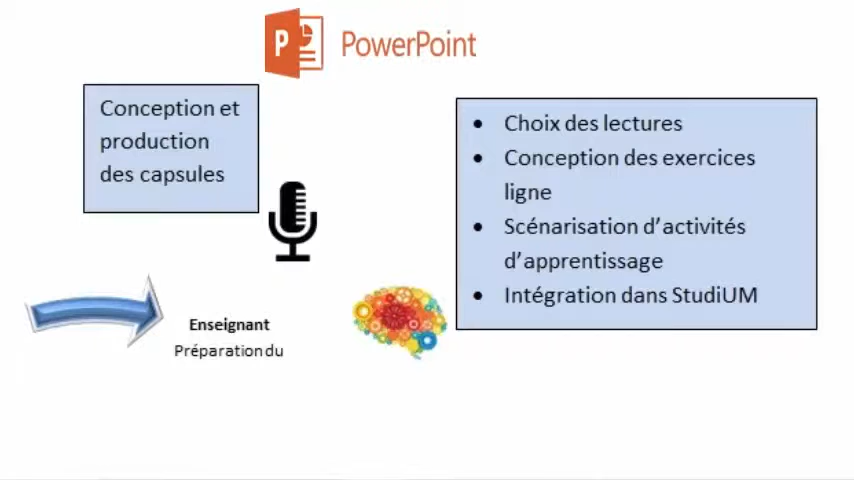 P PowerPoint
Conception et
production
des capsules
• Choix des lectures
• Conception des exercices
ligne
• Scénarisation d’activités
d’apprentissage
• Intégration dans StudiUM
Enseignant
Préparation du